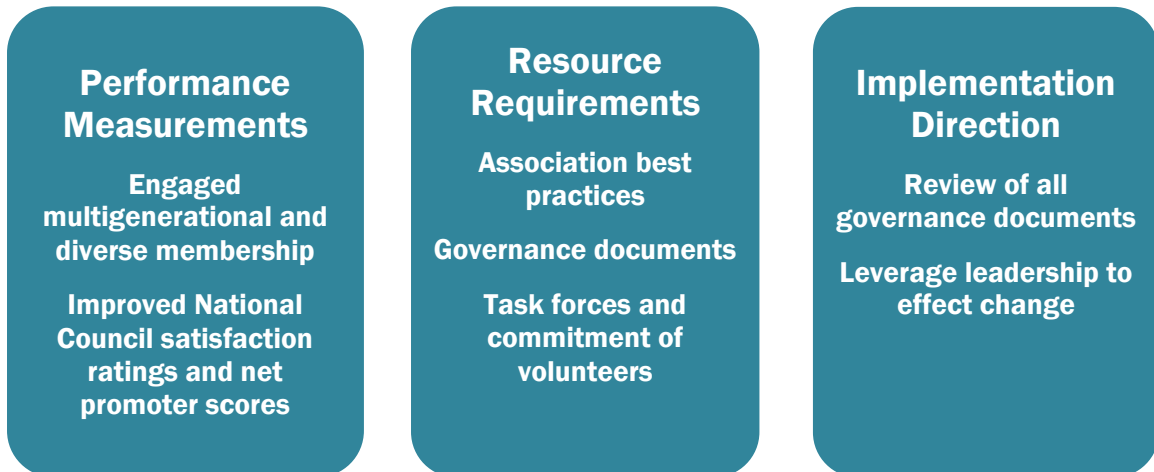 Performance
Measurements
Engaged
multigenerational and
diverse membership
Improved National
Council satisfaction
ratings and net
promoter scores
Resource
Requirements
Association best
practices
Governance documents
Task forces and
commitment of
volunteers
Implementation
Direction
Review of all
governance documents
Leverage leadership to
effect change